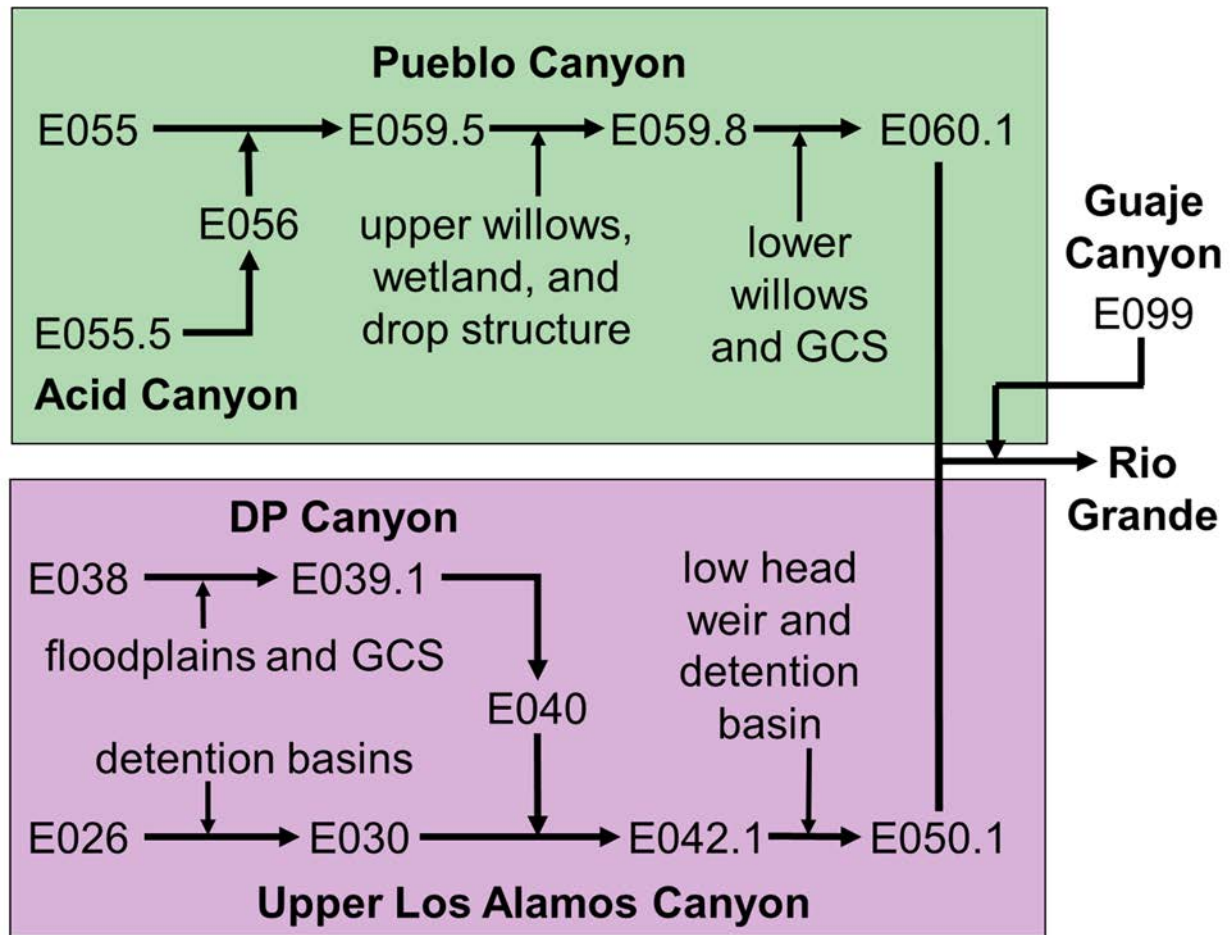 Pueblo Canyon
E055
E059.5
E059.8
E060.1
E056
upper willows,
wetland, and
drop structure
lower
willows
and GCS
E055.5
Acid Canyon
Guaje
Canyon
E099
Rio
Grande
DP Canyon
E038
E039.1
floodplains and GCS
E040
low head
weir and
detention
basin
detention basins
E026
E030
E042.1
E050.1
Upper Los Alamos Canyon